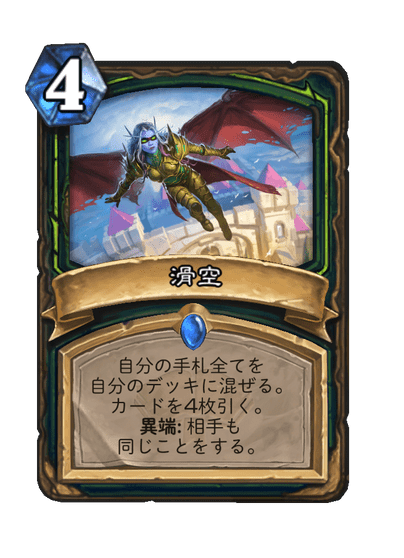 4
滑空
自分の手札全てを
自分のデッキに混ぜる。
カードを4枚引く。
異端: 相手も
同じことをする。